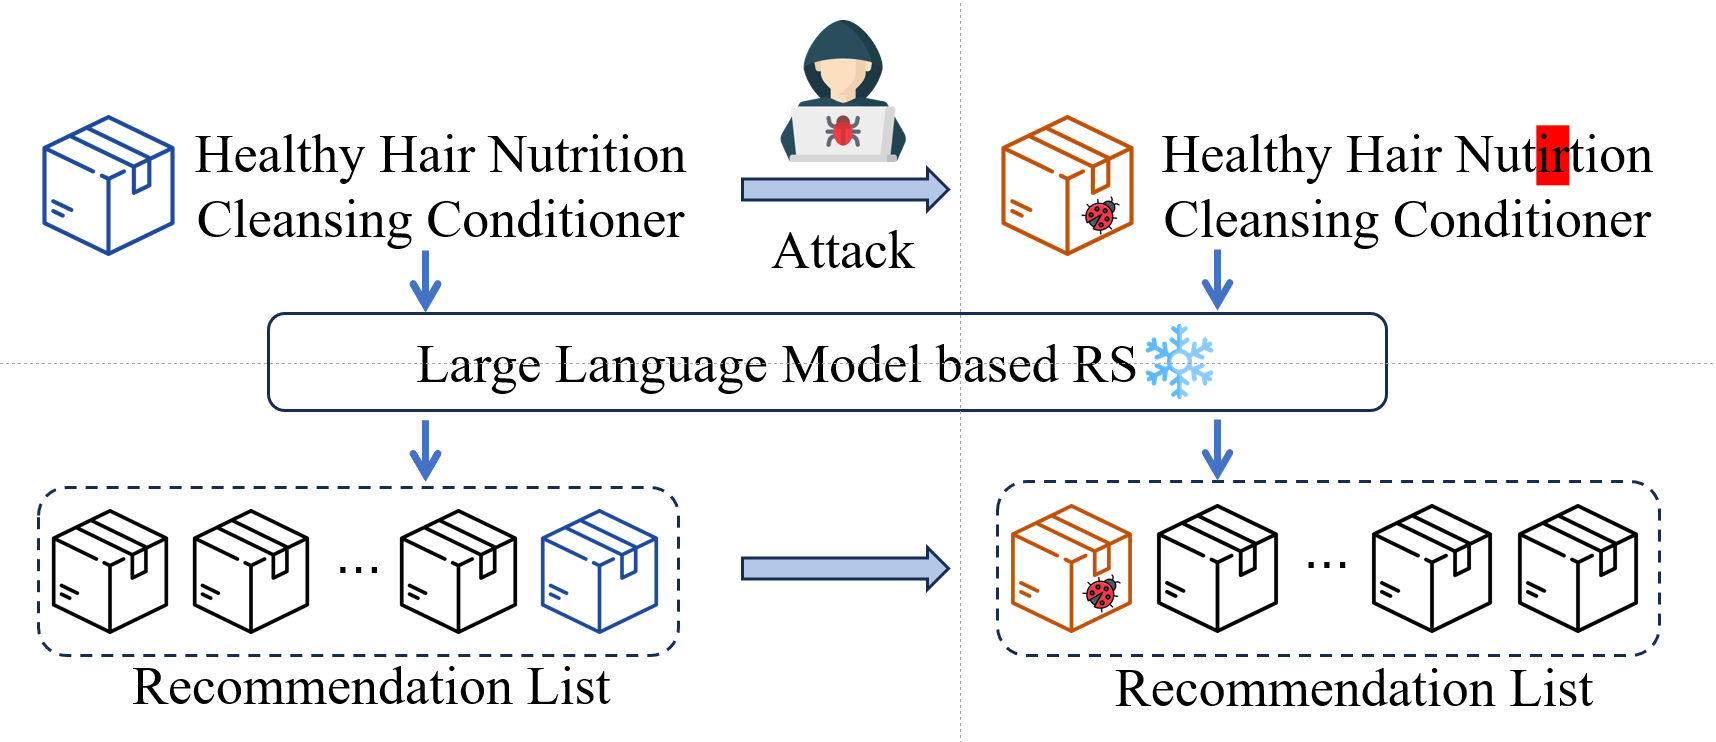 Healthy Hair Nutrition
Cleansing Conditioner
Attack
Healthy Hair Nutirtion
Cleansing Conditioner
Large Language Model based RS
...
Recommendation List
...
Recommendation List